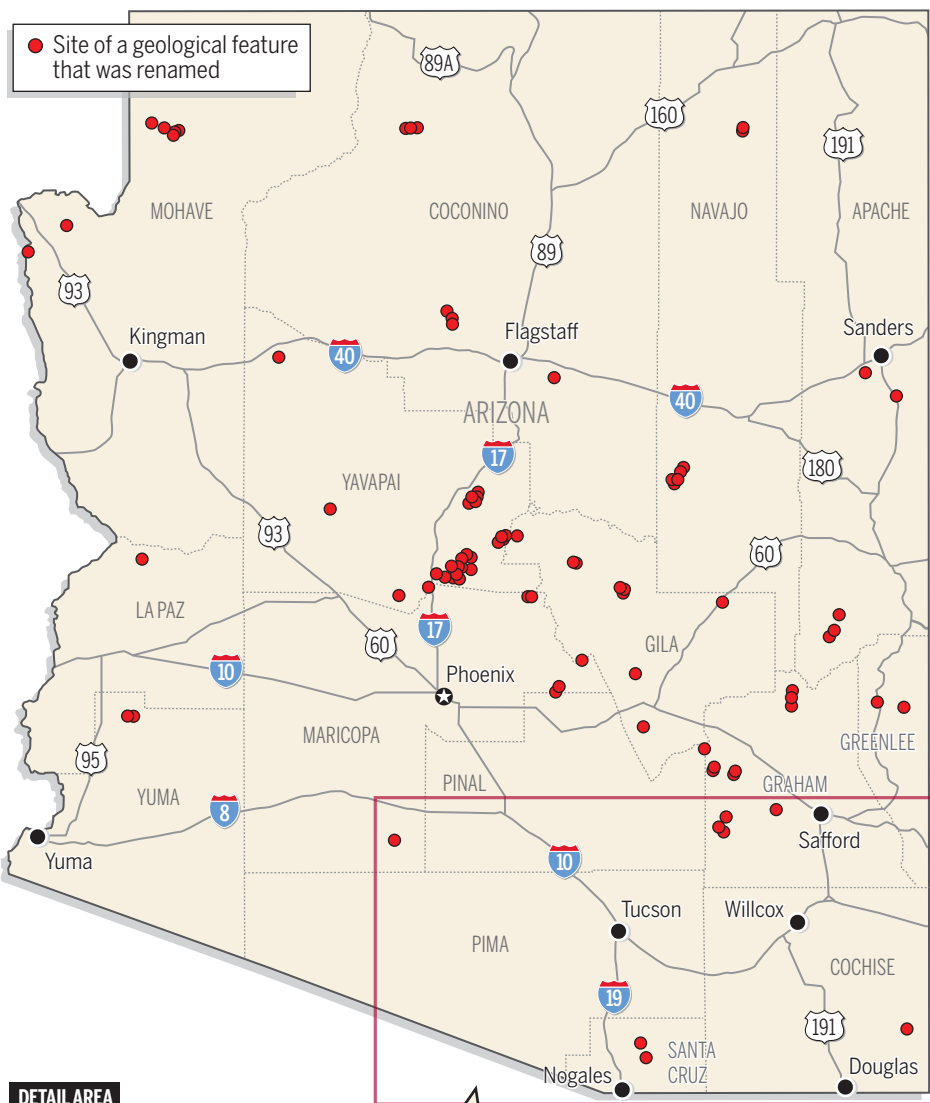 Site of a geological feature
that was renamed
89A
160
191
MOHAVE
COCONINO
NAVAJO
APACHE
89
93
Kingman
40
Flagstaff
Sanders
ARIZONA
40
17
180
YAVAPAI
93
60
LA PAZ
17
60
GILA
10
Phoenix
MARICOPA
GREENLEE
95
YUMA
PINAL
GRAHAM
8
Safford
Yuma
10
Tucson
Willcox
PIMA
COCHISE
19
191
SANTA
CRUZ
Nogales
Douglas
DETAIL AREA